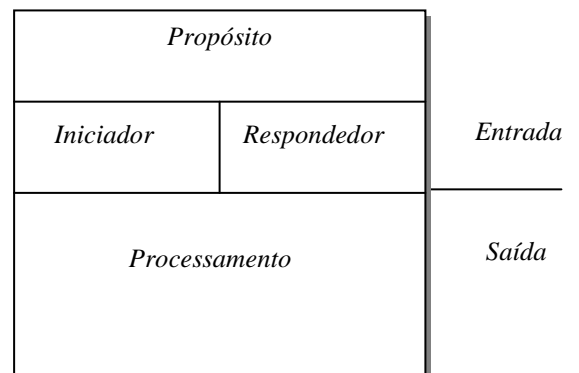 Propósito
Iniciador Respondedor Entrada
Processamento Saída